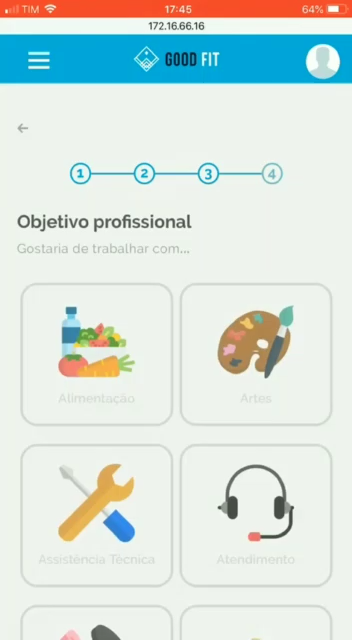 TIM 17:45 64%
172.16.66.16
GOOD FIT
1 2 3 4
Objetivo profissional
Gostaria de trabalhar com...
Alimentação Artes
Assistência Técnica Atendimento